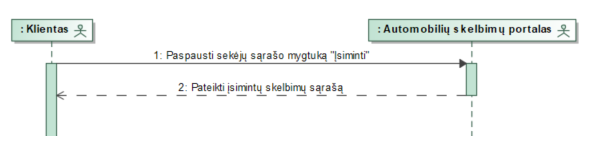 : Klientas
: Automobilių skelbimų portalas
1: Paspausti sekėjų sąrašo mygtuką "Įsiminti"
2: Pateikti įsimintų skelbimų sąrašą